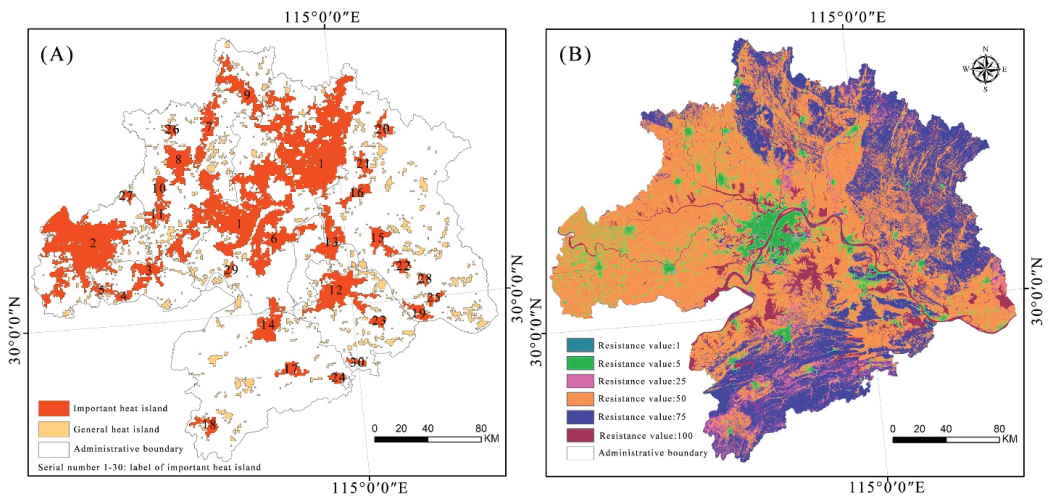 115°0′0″E
115°0′0″E
(A)
(B)
N
W E
S
9
7
26
20
8
1
21
10
16
27
11
1
2
6
13
15
3
29
22
28
5
4
12
25
19
14
23
30
17
24
18
30°0′0″N
30°0′0″N
30°0′0″N
30°0′0″N
Important heat island
General heat island
Administrative boundary
Serial number 1-30: label of important heat island
0 20 40 80
KM
Resistance value:1
Resistance value:5
Resistance value:25
Resistance value:50
Resistance value:75
Resistance value:100
Administrative boundary
0 20 40 80
KM
115°0′0″E
115°0′0″E